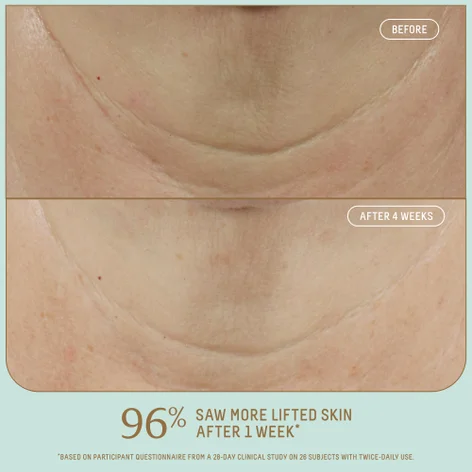 BEFORE
AFTER 4 WEEKS
96% SAW MORE LIFTED SKIN
AFTER 1 WEEK*
*BASED ON PARTICIPANT QUESTIONNAIRE FROM A 28-DAY CLINICAL STUDY ON 26 SUBJECTS WITH TWICE-DAILY USE.